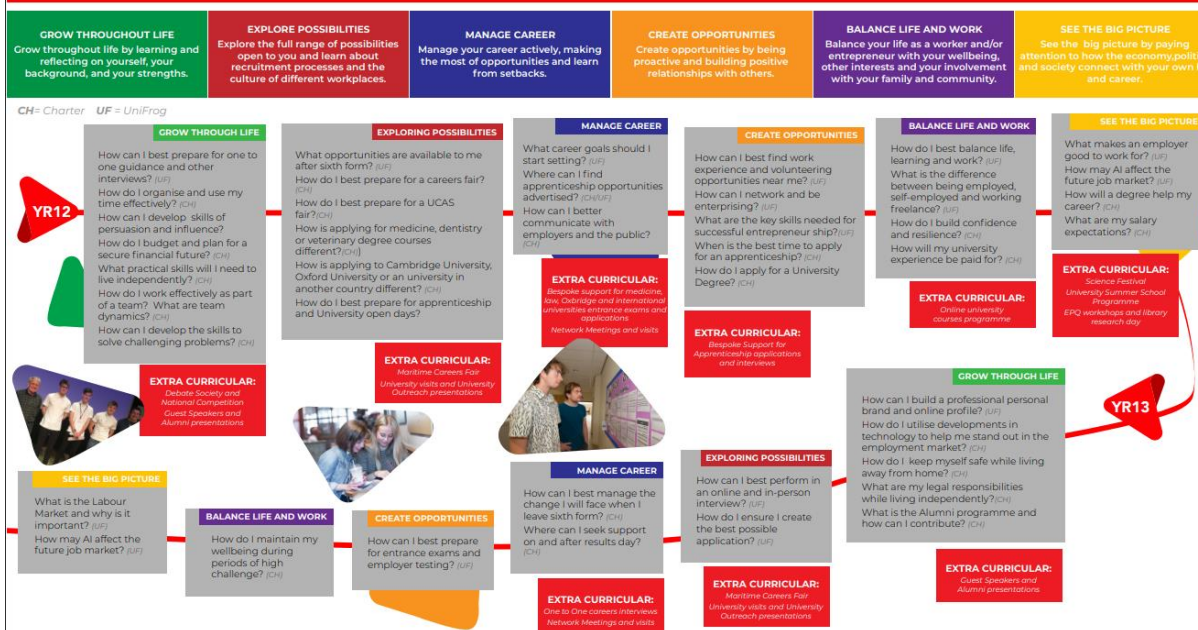 GROW THROUGHOUT LIFE
Grow throughout life by learning and
reflecting on yourself, your
background, and your strengths.
EXPLORE POSSIBILITIES
Explore the full range of possibilities
open to you and learn about
recruitment processes and the
culture of different workplaces.
MANAGE CAREER
Manage your career actively, making
the most of opportunities and learn
from setbacks.
CREATE OPPORTUNITIES
Create opportunities by being
proactive and building positive
relationships with others.
BALANCE LIFE AND WORK
Balance your life as a worker and/or
entrepreneur with your wellbeing,
other interests and your involvement
with your family and community.
SEE THE BIG PICTURE
See the big picture by paying
attention to how the economy,
and society connect with your own
and career.
CH= Charter UF = UniFrog
YR12
GROW THROUGH LIFE
How can I best prepare for one to
one guidance and other
interviews? (UF)
How do I organise and use my
time effectively? (CH)
How can I develop skills of
persuasion and influence?
How do I budget and plan for a
secure financial future? (CH)
What practical skills will I need to
live independently? (CH)
How do I work effectively as part
of a team? What are team
dynamics? (CH)
How can I develop the skills to
solve challenging problems? (CH)
EXTRA CURRICULAR:
Debate Society and
National Competition
Guest Speakers and
Alumni presentations
EXPLORING POSSIBILITIES
What opportunities are available to me
after sixth form? (UF)
How do I best prepare for a careers fair?
(CH)
How do I best prepare for a UCAS
fair?(CH)
How is applying for medicine, dentistry
or veterinary degree courses
different?(CH)]
How is applying to Cambridge University,
Oxford University or an university in
another country different? (CH)
How do I best prepare for apprenticeship
and University open days?
EXTRA CURRICULAR:
Maritime Careers Fair
University visits and University
Outreach presentations
MANAGE CAREER
What career goals should I
start setting? (UF)
Where can I find
apprenticeship opportunities
advertised? (CH/UF)
How can I better
communicate with
employers and the public?
(CH)
EXTRA CURRICULAR:
Bespoke support for medicine,
law, Oxbridge and international
universities entrance exams and
applications
Network Meetings and visits
CREATE OPPORTUNITIES
How can I best find work
experience and volunteering
opportunities near me? (UF)
How can I network and be
enterprising? (UF)
What are the key skills needed for
successful entrepreneur ship?(UF)
When is the best time to apply
for an apprenticeship? (CH)
How do I apply for a University
Degree? (CH)
EXTRA CURRICULAR:
Bespoke Support for
Apprenticeship applications
and interviews
BALANCE LIFE AND WORK
How do I best balance life,
learning and work? (UF)
What is the difference
between being employed,
self-employed and working
freelance? (UF)
How do I build confidence
and resilience? (CH)
How will my university
experience be paid for? (CH)
EXTRA CURRICULAR:
Online university
courses programme
SEE THE BIG PICTURE
What makes an employer
good to work for? (UF)
How may AI affect the
future job market? (UF)
How will a degree help my
career? (CH)
What are my salary
expectations? (CH)
EXTRA CURRICULAR:
Science Festival
University Summer School
Programme
EPQ workshops and library
research day
YR13
GROW THROUGH LIFE
How can I build a professional personal
brand and online profile? (UF)
How do I utilise developments in
technology to help me stand out in the
employment market? (CH)
How do I keep myself safe while living
away from home? (CH)
What are my legal responsibilities
while living independently?(CH)
What is the Alumni programme and
how can I contribute? (CH)
EXTRA CURRICULAR:
Guest Speakers and
Alumni presentations
EXPLORING POSSIBILITIES
How can I best perform in
an online and in-person
interview? (UF)
How do I ensure I create
the best possible
application? (UF)
EXTRA CURRICULAR:
Maritime Careers Fair
University visits and University
Outreach presentations
MANAGE CAREER
How can I best manage the
change I will face when I
leave sixth form? (CH)
Where can I seek support
on and after results day?
(CH)
EXTRA CURRICULAR:
One to One careers interviews
Network Meetings and visits
CREATE OPPORTUNITIES
How can I best prepare
for entrance exams and
employer testing? (UF)
BALANCE LIFE AND WORK
How do I maintain my
wellbeing during
periods of high
challenge? (CH)
SEE THE BIG PICTURE
What is the Labour
Market and why is it
important? (UF)
How may AI affect the
future job market? (UF)